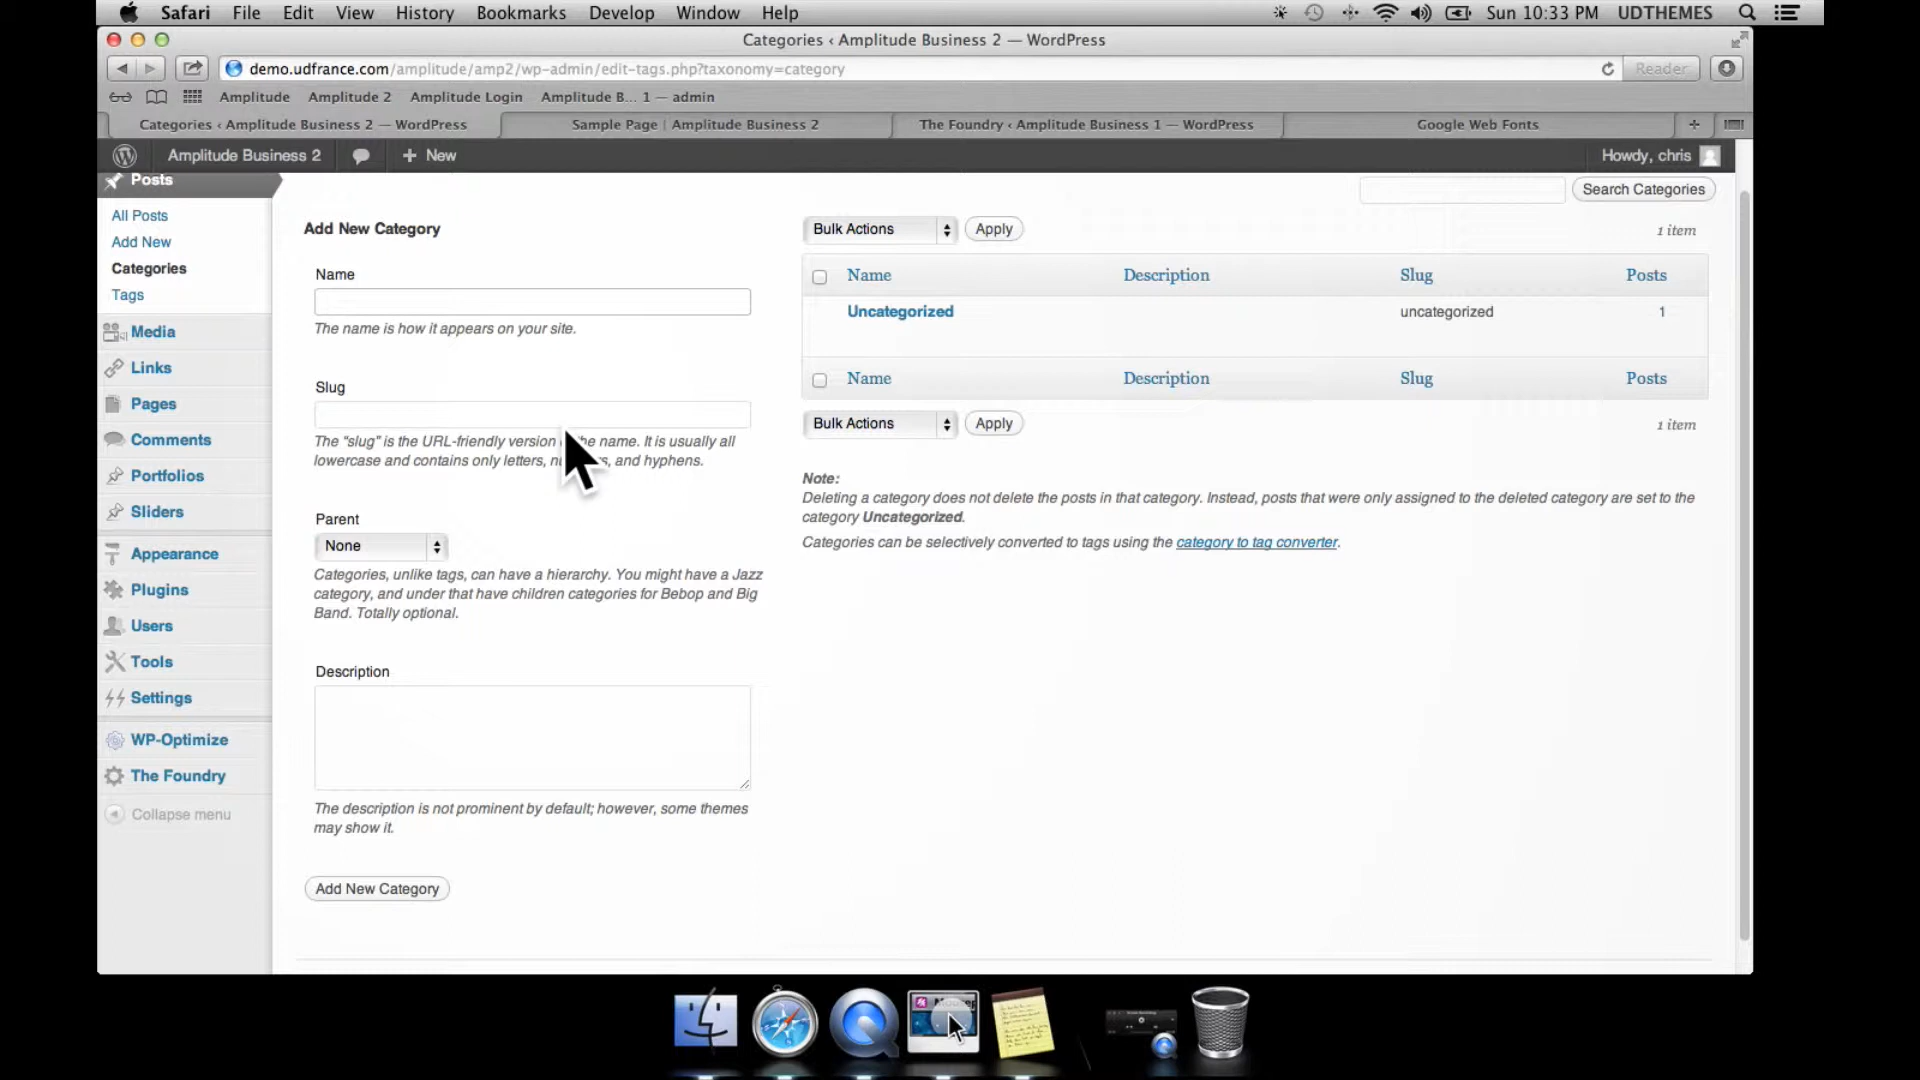 Safari File Edit View History Bookmarks Develop Window Help Sun 10:33 PM UDTHEMES
Categories ‹ Amplitude Business 2 — WordPress
demo.udfrance.com/amplitude/amp2/wp-admin/edit-tags.php?taxonomy=category Reader
Amplitude Amplitude 2 Amplitude Login Amplitude B... 1 — admin
Categories ‹ Amplitude Business 2 — WordPress Sample Page | Amplitude Business 2 The Foundry ‹ Amplitude Business 1 — WordPress Google Web Fonts
Amplitude Business 2 + New Howdy, chris
Posts
All Posts
Add New
Categories
Tags
Media
Links
Pages
Comments
Portfolios
Sliders
Appearance
Plugins
Users
Tools
Settings
WP-Optimize
The Foundry
Collapse menu
Add New Category
Name
The name is how it appears on your site.
Slug
The “slug” is the URL-friendly version the name. It is usually all
lowercase and contains only letters, and hyphens.
Parent
None
Categories, unlike tags, can have a hierarchy. You might have a Jazz
category, and under that have children categories for Bebop and Big
Band. Totally optional.
Description
The description is not prominent by default; however, some themes
may show it.
Add New Category
Search Categories
Bulk Actions Apply 1 item
Name Description Slug Posts
Uncategorized uncategorized 1
Name Description Slug Posts
Bulk Actions Apply 1 item
Note:
Deleting a category does not delete the posts in that category. Instead, posts that were only assigned to the deleted category are set to the
category Uncategorized.
Categories can be selectively converted to tags using the category to tag converter.